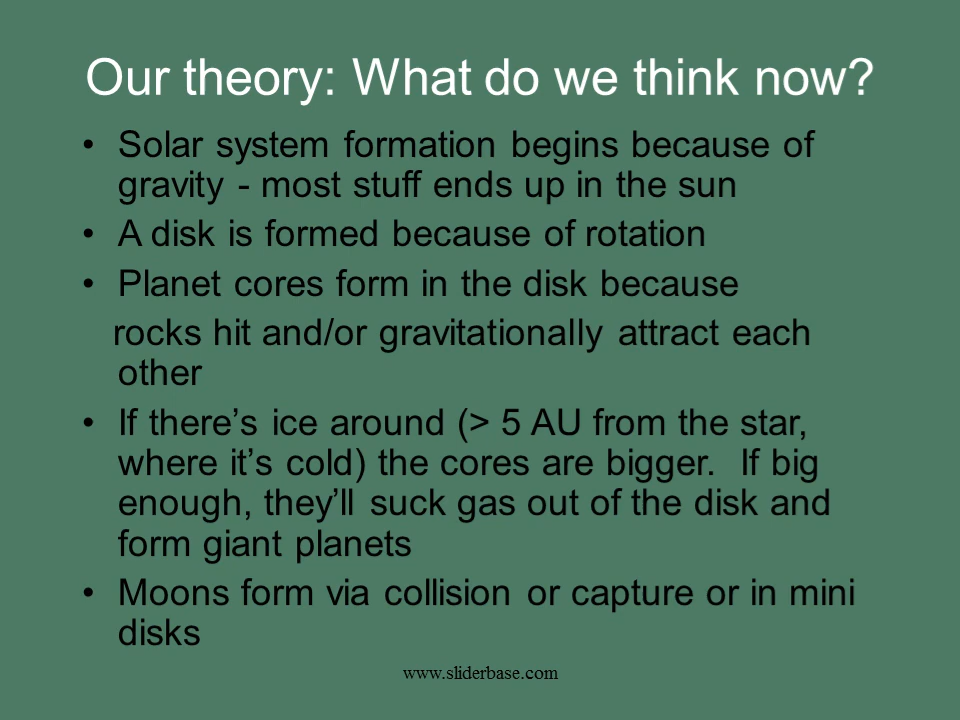 Our theory: What do we think now?
• Solar system formation begins because of
gravity - most stuff ends up in the sun
• A disk is formed because of rotation
• Planet cores form in the disk because
rocks hit and/or gravitationally attract each
other
• If there’s ice around (> 5 AU from the star,
where it’s cold) the cores are bigger.  If big
enough, they’ll suck gas out of the disk and
form giant planets
• Moons form via collision or capture or in mini
disks
www.sliderbase.com